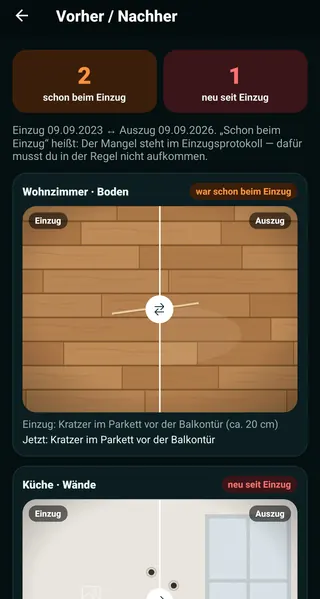 Vorher / Nachher
2
schon beim Einzug
1
neu seit Einzug
Einzug 09.09.2023 ↔ Auszug 09.09.2026. „Schon beim
Einzug“ heißt: Der Mangel steht im Einzugsprotokoll — dafür
musst du in der Regel nicht aufkommen.
Wohnzimmer · Boden
war schon beim Einzug
Einzug
Auszug
Einzug: Kratzer im Parkett vor der Balkontür (ca. 20 cm)
Jetzt: Kratzer im Parkett vor der Balkontür
Küche · Wände
neu seit Einzug
Einzug
Auszug